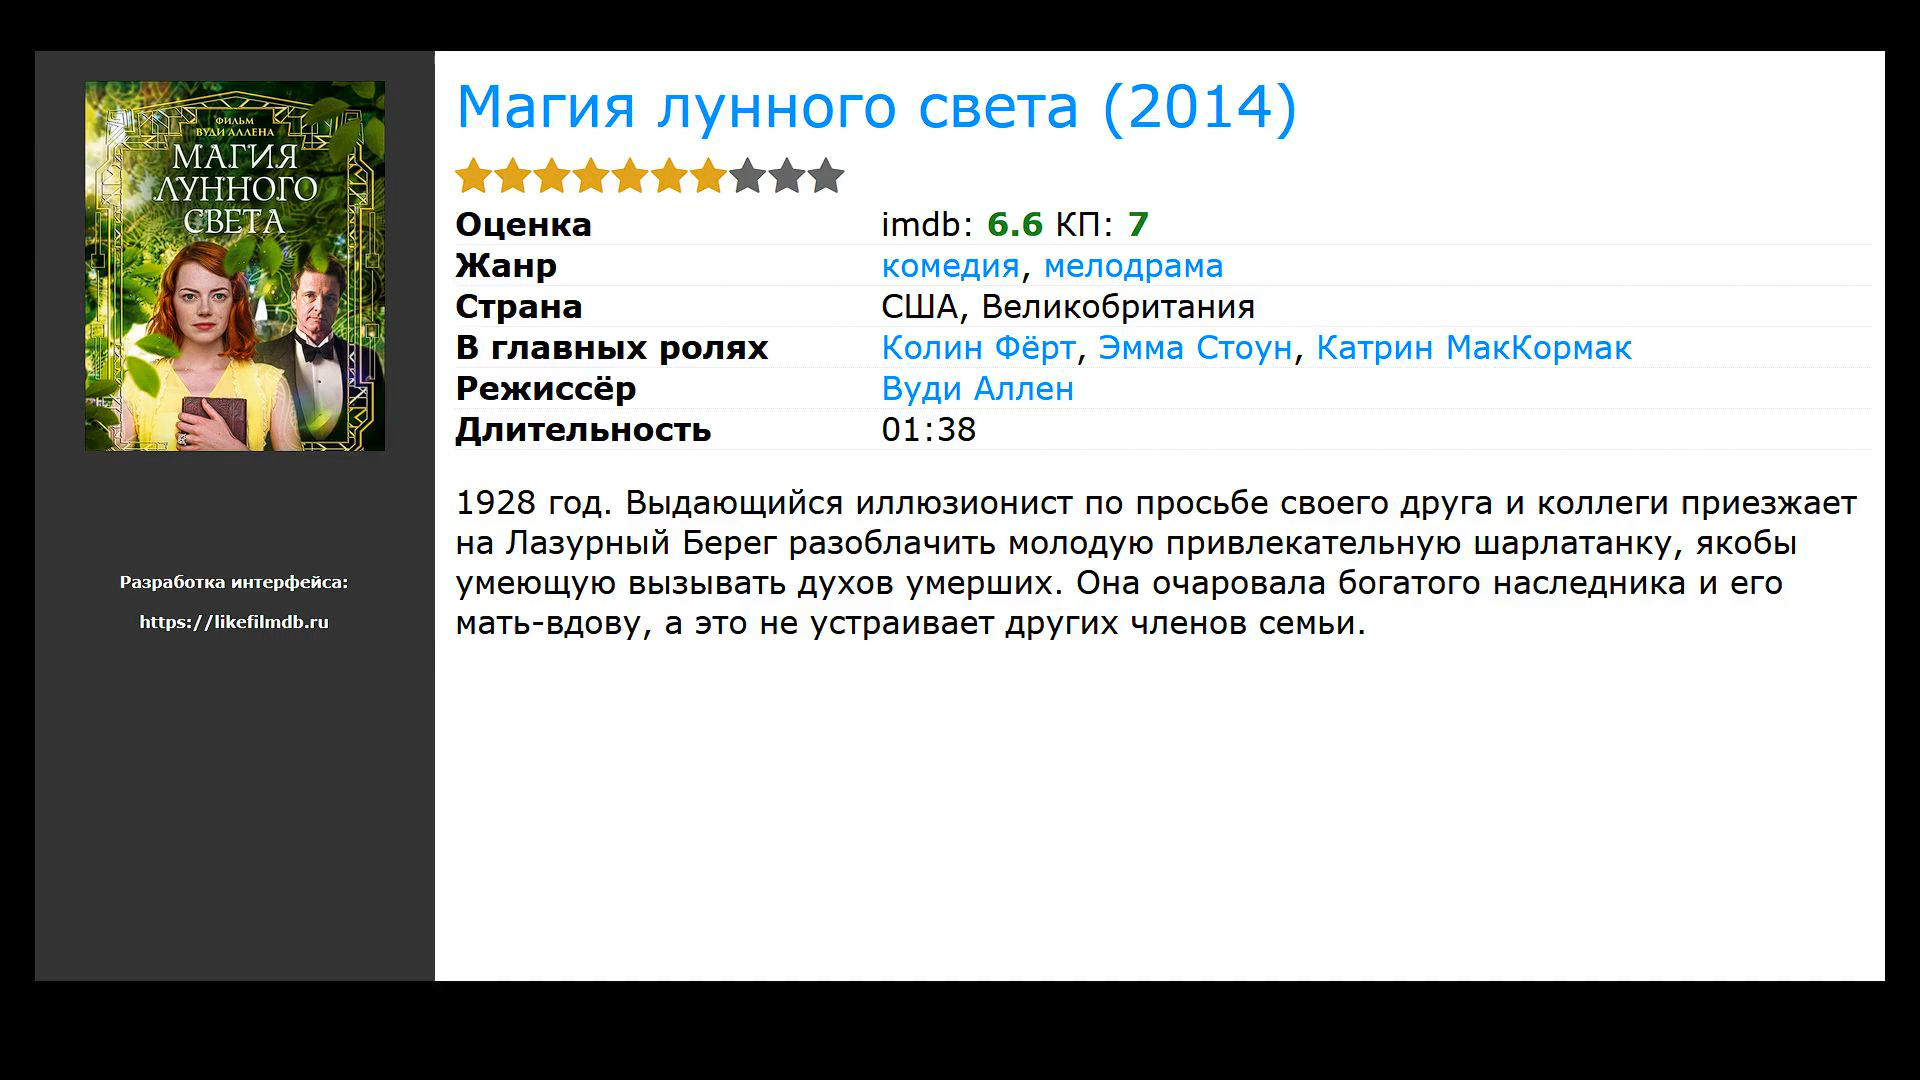 ФИЛЬМ
ВУДИ АЛЛЕНА
МАГИЯ
ЛУННОГО
СВЕТА
Разработка интерфейса:
https://likefilmdb.ru
Магия лунного света (2014)
Оценка imdb: 6.6 КП: 7
Жанр комедия, мелодрама
Страна США, Великобритания
В главных ролях Колин Фёрт, Эмма Стоун, Катрин МакКормак
Режиссёр Вуди Аллен
Длительность 01:38
1928 год. Выдающийся иллюзионист по просьбе своего друга и коллеги приезжает
на Лазурный Берег разоблачить молодую привлекательную шарлатанку, якобы
умеющую вызывать духов умерших. Она очаровала богатого наследника и его
мать-вдову, а это не устраивает других членов семьи.